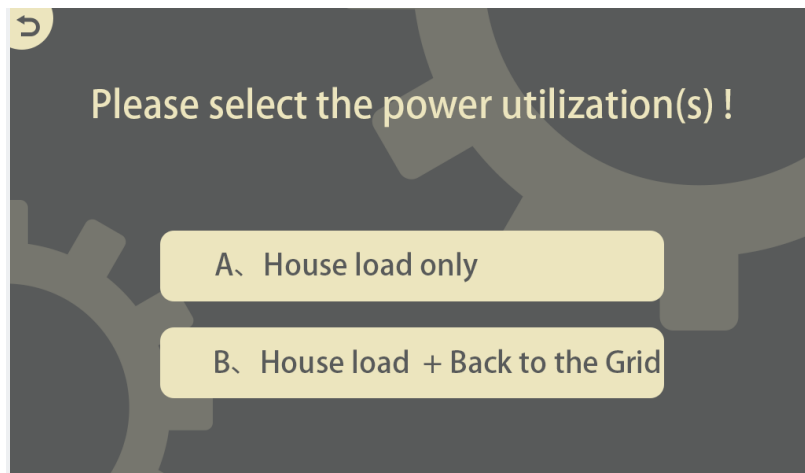 Please select the power utilization(s) !
A、House load only
B、House load + Back to the Grid